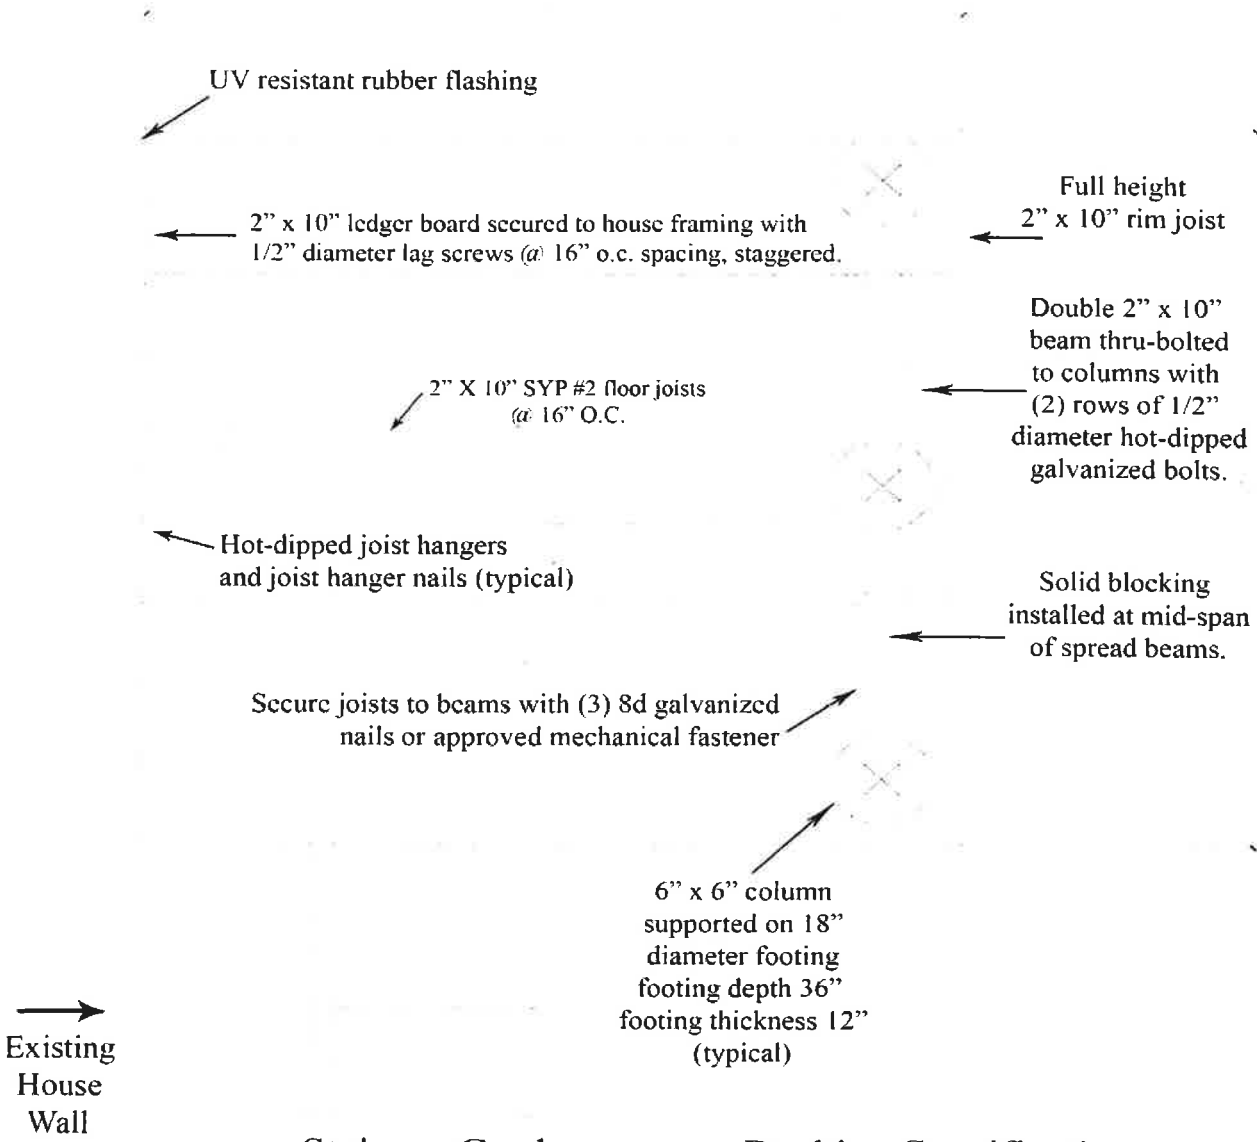 UV resistant rubber flashing
2” x 10” ledger board secured to house framing with
1/2” diameter lag screws @ 16” o.c. spacing, staggered.
Full height
2” x 10” rim joist
Double 2” x 10”
beam thru-bolted
to columns with
(2) rows of 1/2”
diameter hot-dipped
galvanized bolts.
2” X 10” SYP #2 floor joists
@ 16” O.C.
Hot-dipped joist hangers
and joist hanger nails (typical)
Solid blocking
installed at mid-span
of spread beams.
Secure joists to beams with (3) 8d galvanized
nails or approved mechanical fastener
6” x 6” column
supported on 18”
diameter footing
footing depth 36”
footing thickness 12”
(typical)
Existing
House
Wall